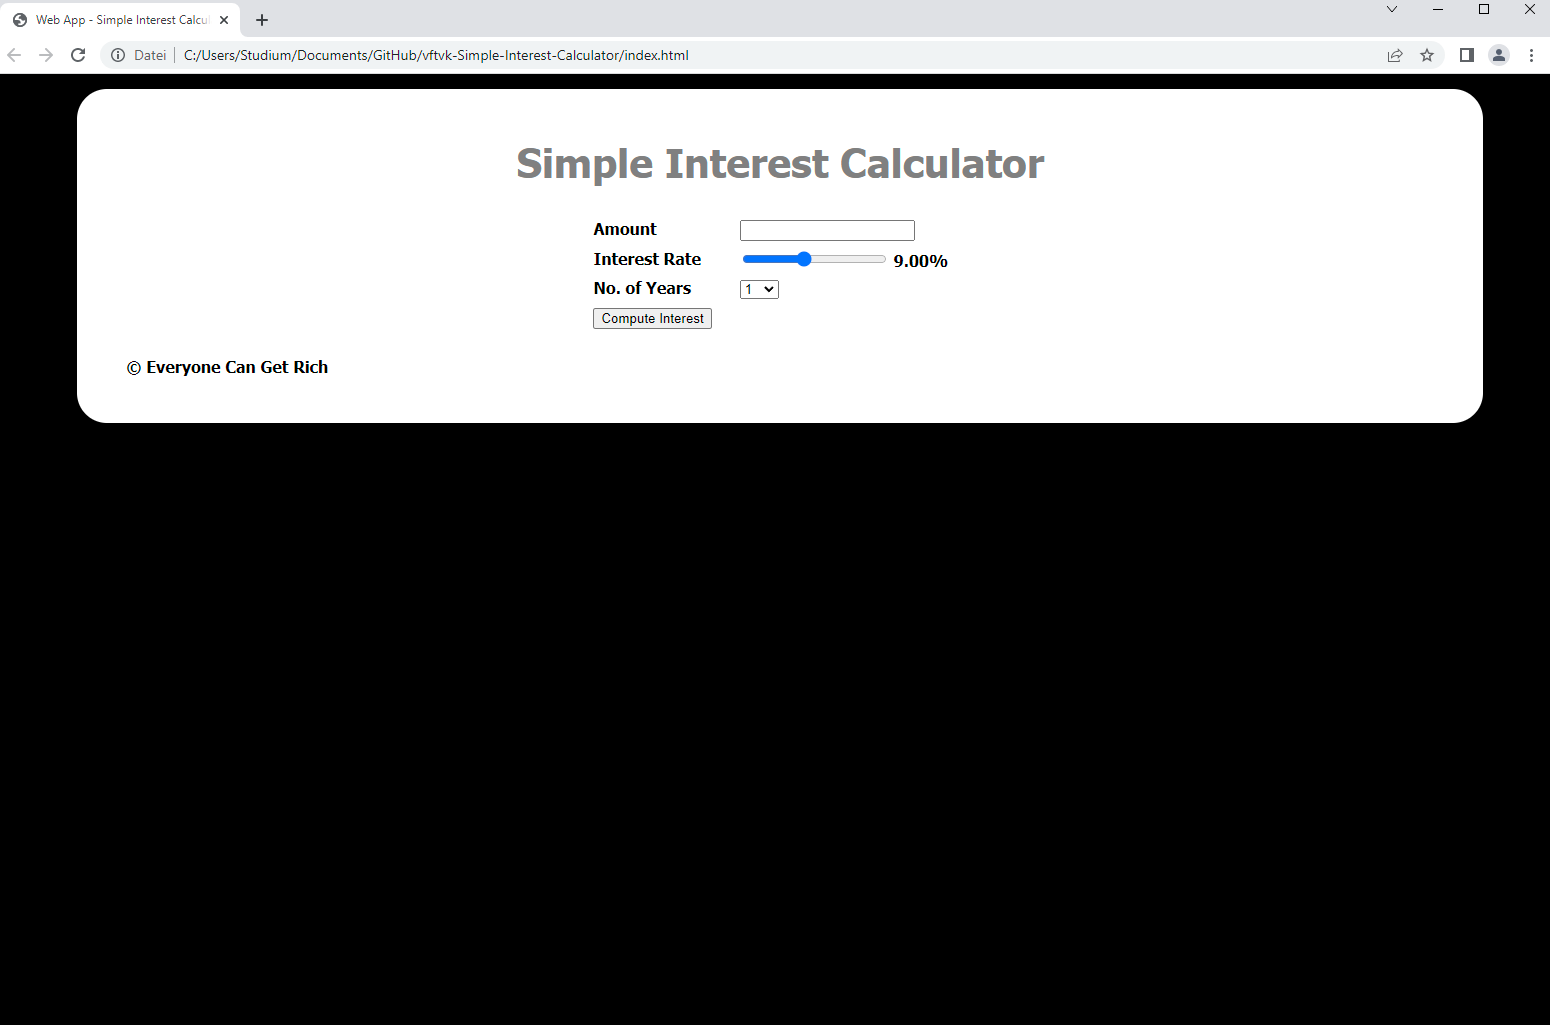 Web App - Simple Interest Calcul
Datei
C:/Users/Studium/Documents/GitHub/vftvk-Simple-Interest-Calculator/index.html
Simple Interest Calculator
Amount
Interest Rate 9.00%
No. of Years 1
Compute Interest
© Everyone Can Get Rich